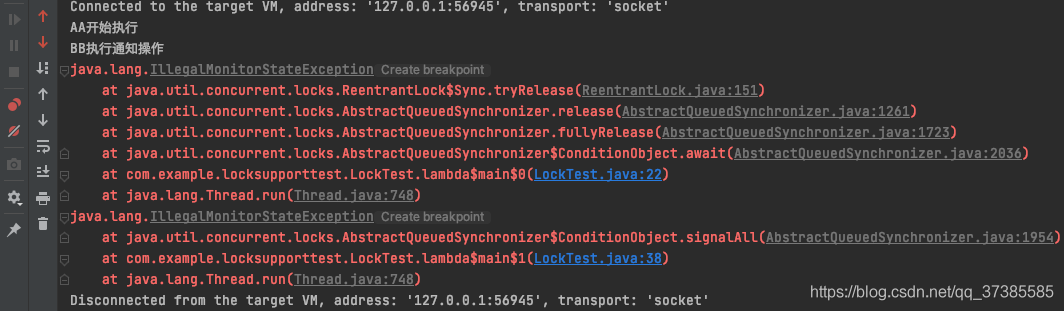 Connected to the target VM, address: '127.0.0.1:56945', transport: 'socket'
AA开始执行
BB执行通知操作
java.lang.IllegalMonitorStateException Create breakpoint
at java.util.concurrent.locks.ReentrantLock$Sync.tryRelease(ReentrantLock.java:151)
at java.util.concurrent.locks.AbstractQueuedSynchronizer.release(AbstractQueuedSynchronizer.java:1261)
at java.util.concurrent.locks.AbstractQueuedSynchronizer.fullyRelease(AbstractQueuedSynchronizer.java:1723)
at java.util.concurrent.locks.AbstractQueuedSynchronizer$ConditionObject.await(AbstractQueuedSynchronizer.java:2036)
at com.example.locksupporttest.LockTest.lambda$main$0(LockTest.java:22)
at java.lang.Thread.run(Thread.java:748)
java.lang.IllegalMonitorStateException Create breakpoint
at java.util.concurrent.locks.AbstractQueuedSynchronizer$ConditionObject.signalAll(AbstractQueuedSynchronizer.java:1954)
at com.example.locksupporttest.LockTest.lambda$main$1(LockTest.java:38)
at java.lang.Thread.run(Thread.java:748)
Disconnected from the target VM, address: '127.0.0.1:56945', transport: 'socket'
https://blog.csdn.net/qq_37385585